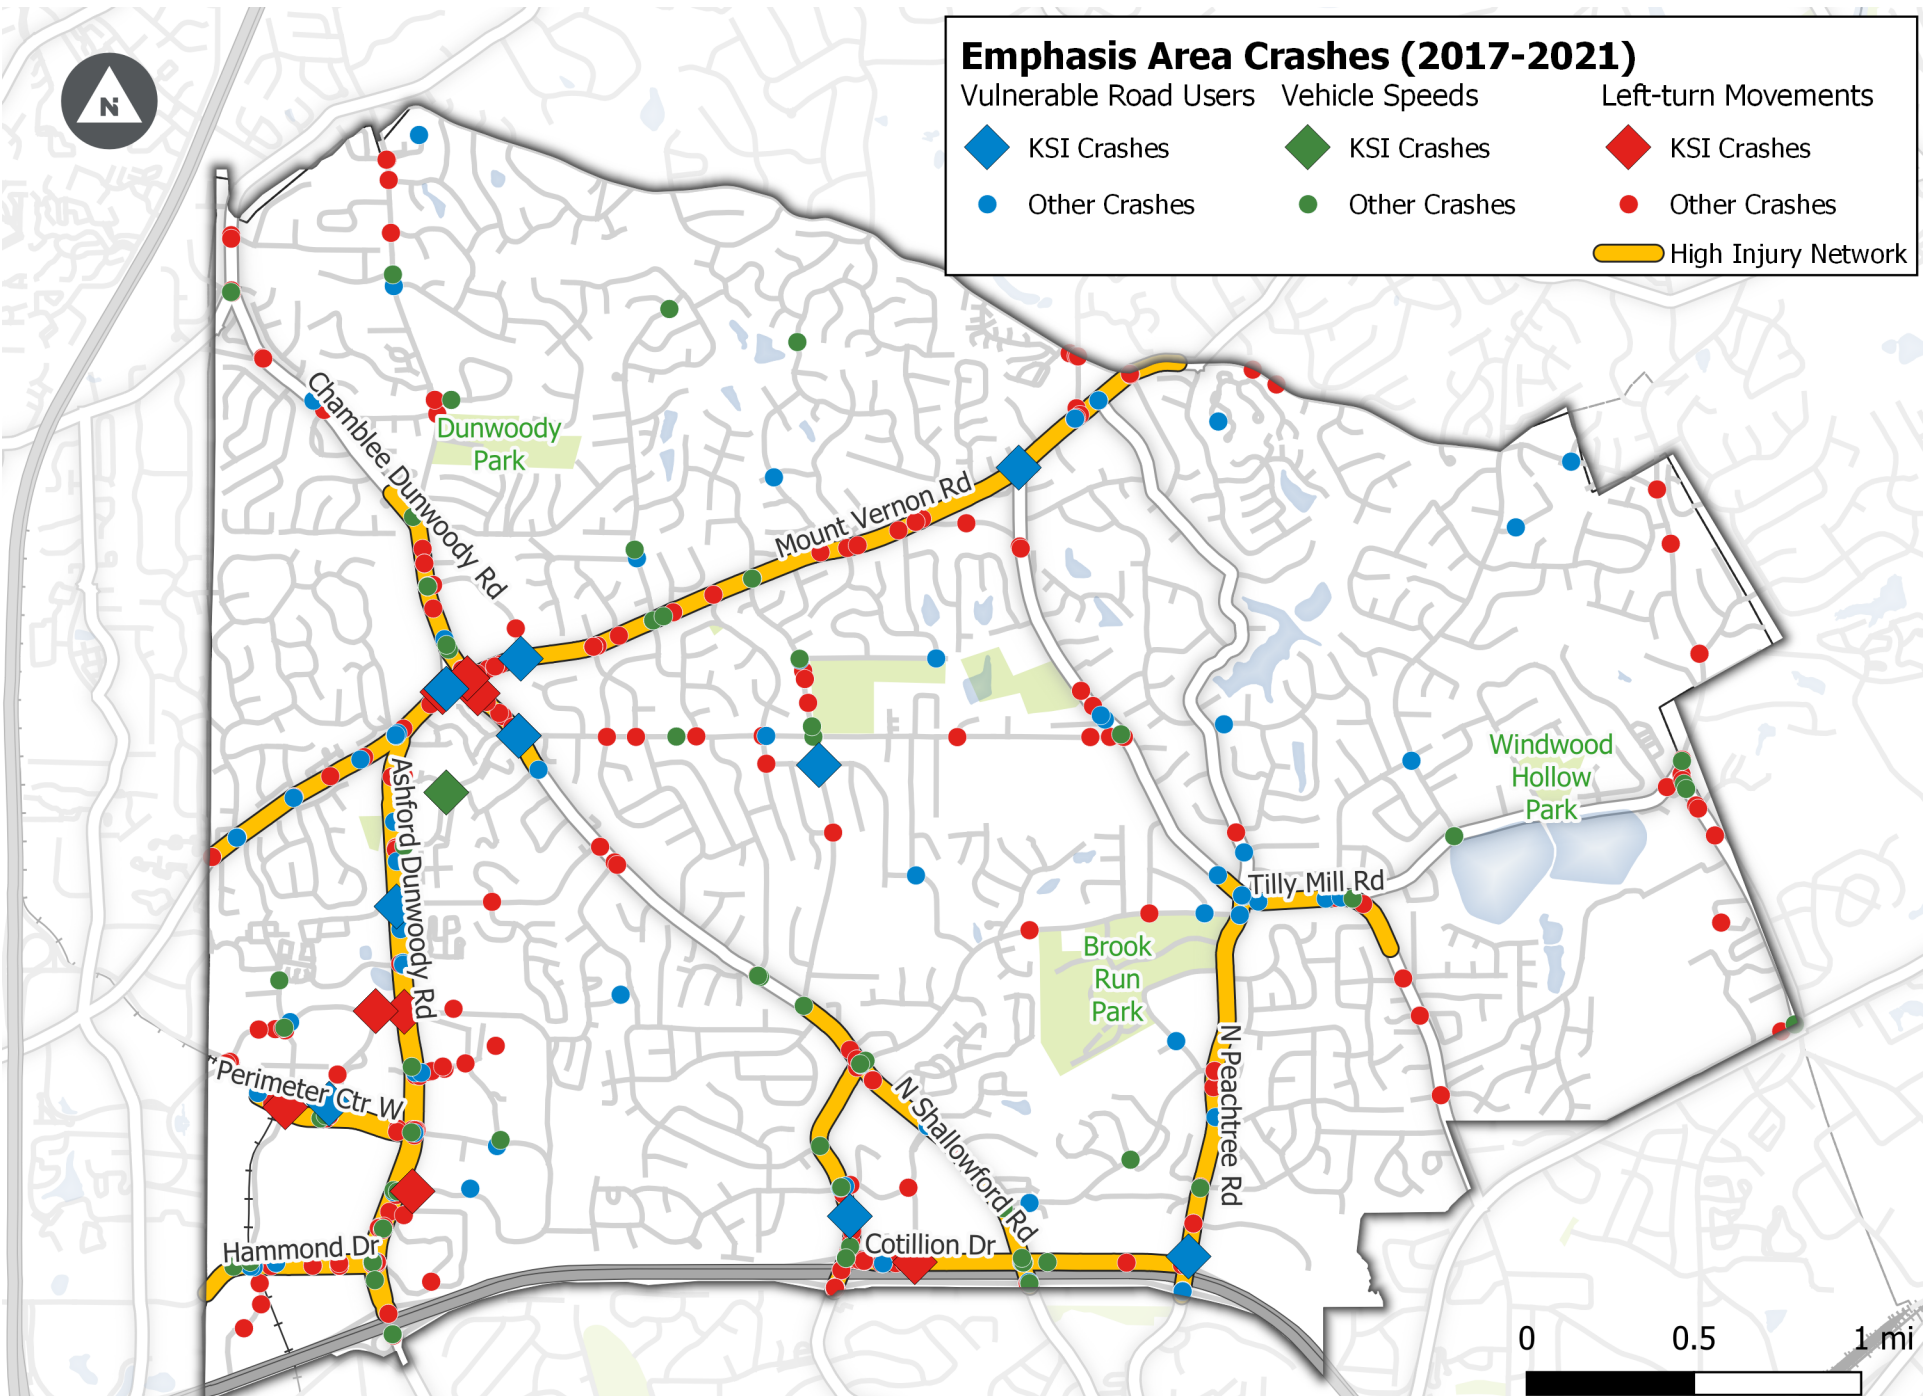 N
Emphasis Area Crashes (2017-2021)
Vulnerable Road Users
Vehicle Speeds
Left-turn Movements
KSI Crashes
KSI Crashes
KSI Crashes
Other Crashes
Other Crashes
Other Crashes
High Injury Network
Chamblee Dunwoody Rd
Dunwoody
Park
Mount Vernon Rd
Ashford Dunwoody Rd
Windwood
Hollow
Park
Tilly Mill Rd
Brook
Run
Park
N Peachtree Rd
Perimeter Ctr W
N Shallowford Rd
Hammond Dr
Cotillion Dr
0
0.5
1 mi